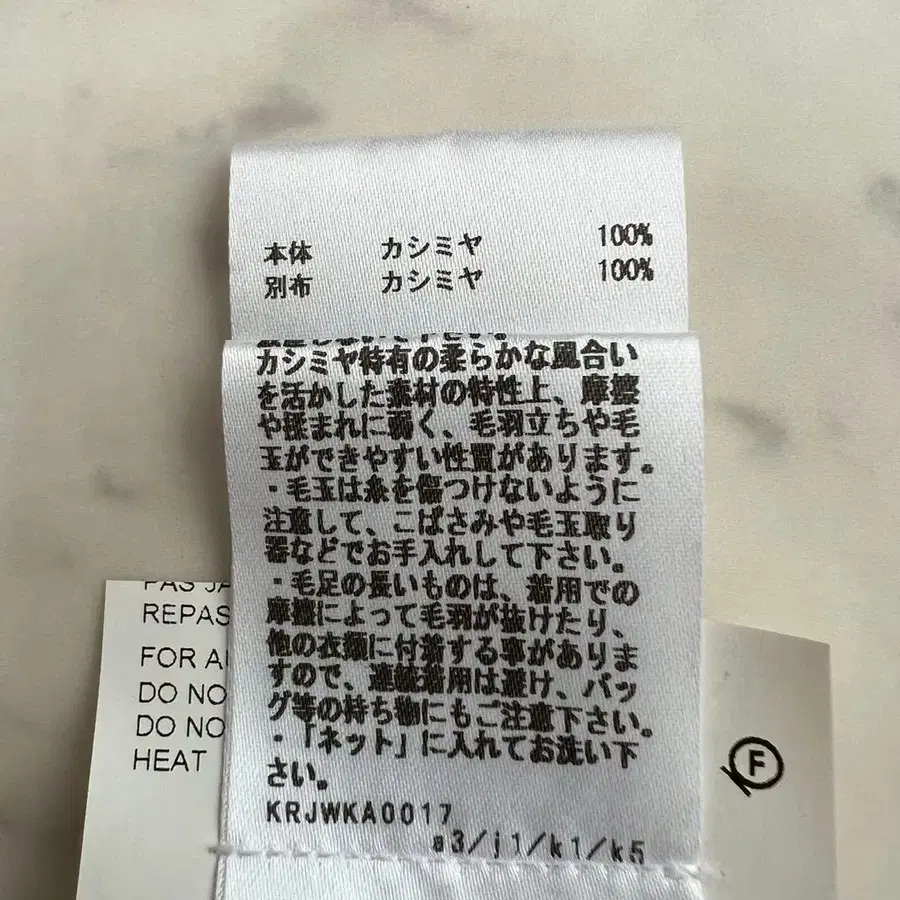 本体 カシミヤ 100%
別布 カシミヤ 100%
カシミヤ特有の柔らかな風合い
を活かした素材の特性上、摩擦
や揉まれに弱く、毛羽立ちや毛
玉ができやすい性質があります。
・毛玉は糸を傷つけないように
注意して、こばさみや毛玉取り
器などでお手入れして下さい。
・毛足の長いものは、着用での
摩擦によって毛羽が抜けたり、
他の衣類に付着する事がありま
すので、連続着用は避け、バッ
グ等の持ち物にもご注意下さい。
・「ネット」に入れてお洗い下
さい。
KRJWKA0017
a3/j1/k1/k5
PAS JA
REPAS
FOR A
DO NO
DO NO
HEAT
F